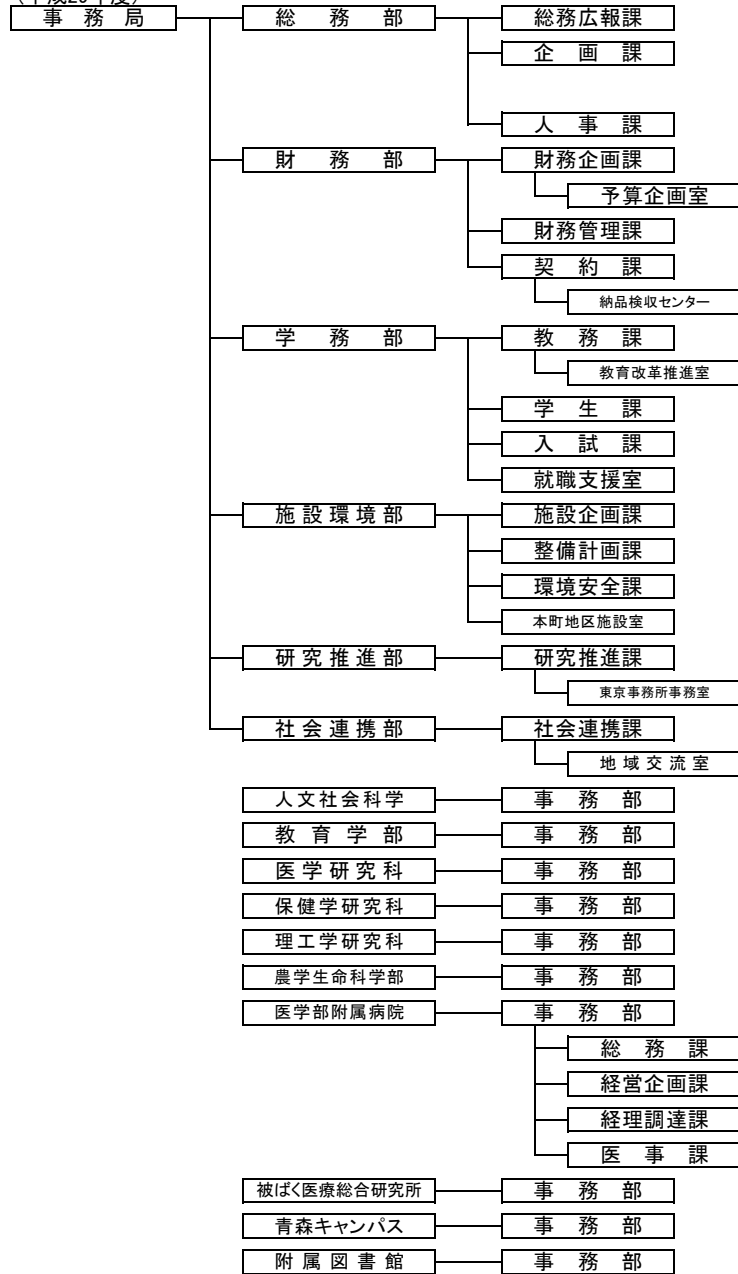 事務局 総務部 総務広報課
企画課
人事課
財務部 財務企画課
予算企画室
財務管理課
契約課
納品検収センター
学務部 教務課
教育改革推進室
学生課
入試課
就職支援室
施設環境部 施設企画課
整備計画課
環境安全課
本町地区施設室
研究推進部 研究推進課
東京事務所事務室
社会連携部 社会連携課
地域交流室
人文社会科学 事務部
教育学部 事務部
医学研究科 事務部
保健学研究科 事務部
理工学研究科 事務部
農学生命科学部 事務部
医学部附属病院 事務部
総務課
経営企画課
経理調達課
医事課
被ばく医療総合研究所 事務部
青森キャンパス 事務部
附属図書館 事務部